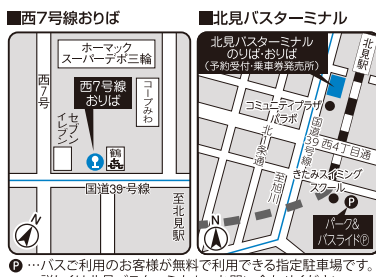 ■西7号線おりば
ホーマック
スーパーデポ三輪
西7号
西7号線
おりば
コープみわ
セブン
イレブン
鶴
国道39号線
至北見駅
N
■北見バスターミナル
北見バスターミナル
のりば・おりば
(予約受付・乗車券発売所)
北見駅
コミュニティプラザ
パラボ
国道39号線
西4丁目通
北二条通
至旭川
きたみスイミング
スクール
P
パーク&
バスライドP
N
P…バスご利用のお客様が無料で利用できる指定駐車場です。